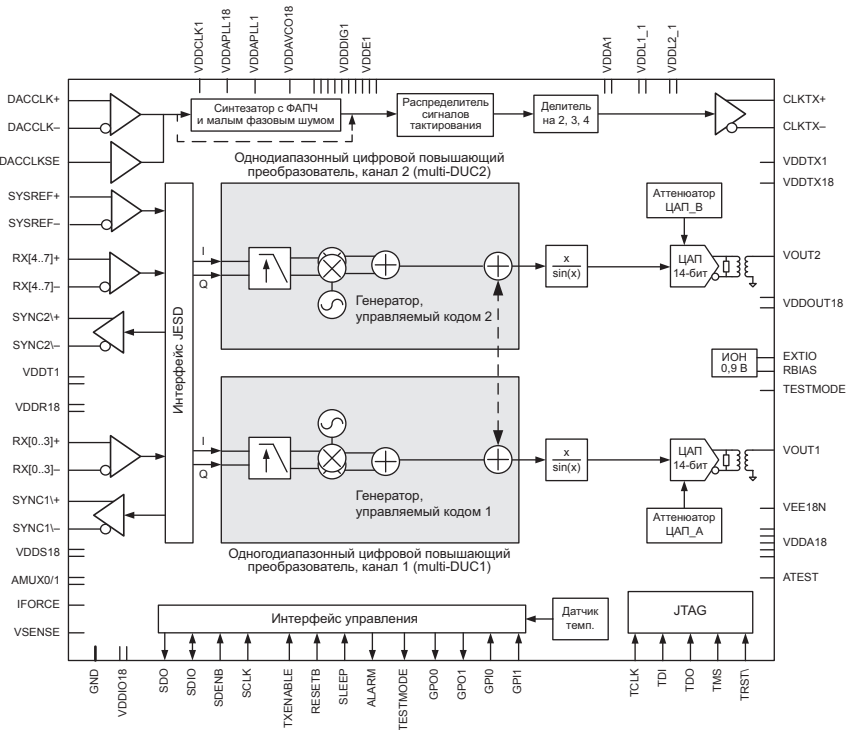 VDDCLK1
VDDAPLL18
VDDAPLL1
VDDAVCO18
VDDDIG1
VDDE1
VDDA1
VDDL1_1
VDDL2_1
DACCLK+
DACCLK–
DACCLKSE
SYSREF+
SYSREF–
RX[4..7]+
RX[4..7]–
SYNC2\+
SYNC2\–
VDDT1
VDDR18
RX[0..3]+
RX[0..3]–
SYNC1\+
SYNC1\–
VDDS18
AMUX0/1
IFORCE
VSENSE
Синтезатор с ФАПЧ
и малым фазовым шумом
Распределитель
сигналов
тактирования
Делитель
на 2, 3, 4
Однодиапазонный цифровой повышающий
преобразователь, канал 2 (multi-DUC2)
Интерфейс JESD
I
Q
Генератор,
управляемый кодом 2
x
sin(x)
Аттенюатор
ЦАП_B
ЦАП
14-бит
ИОН
0,9 В
I
Q
Генератор,
управляемый кодом 1
x
sin(x)
ЦАП
14-бит
Аттенюатор
ЦАП_A
Одногодиапазонный цифровой повышающий
преобразователь, канал 1 (multi-DUC1)
Интерфейс управления
Датчик
темп.
JTAG
CLKTX+
CLKTX–
VDDTX1
VDDTX18
VOUT2
VDDOUT18
EXTIO
RBIAS
TESTMODE
VOUT1
VEE18N
VDDA18
ATEST
GND
VDDIO18
SDO
SDIO
SDENB
SCLK
TXENABLE
RESETB
SLEEP
ALARM
TESTMODE
GPO0
GPO1
GPI0
GPI1
TCLK
TDI
TDO
TMS
TRST\